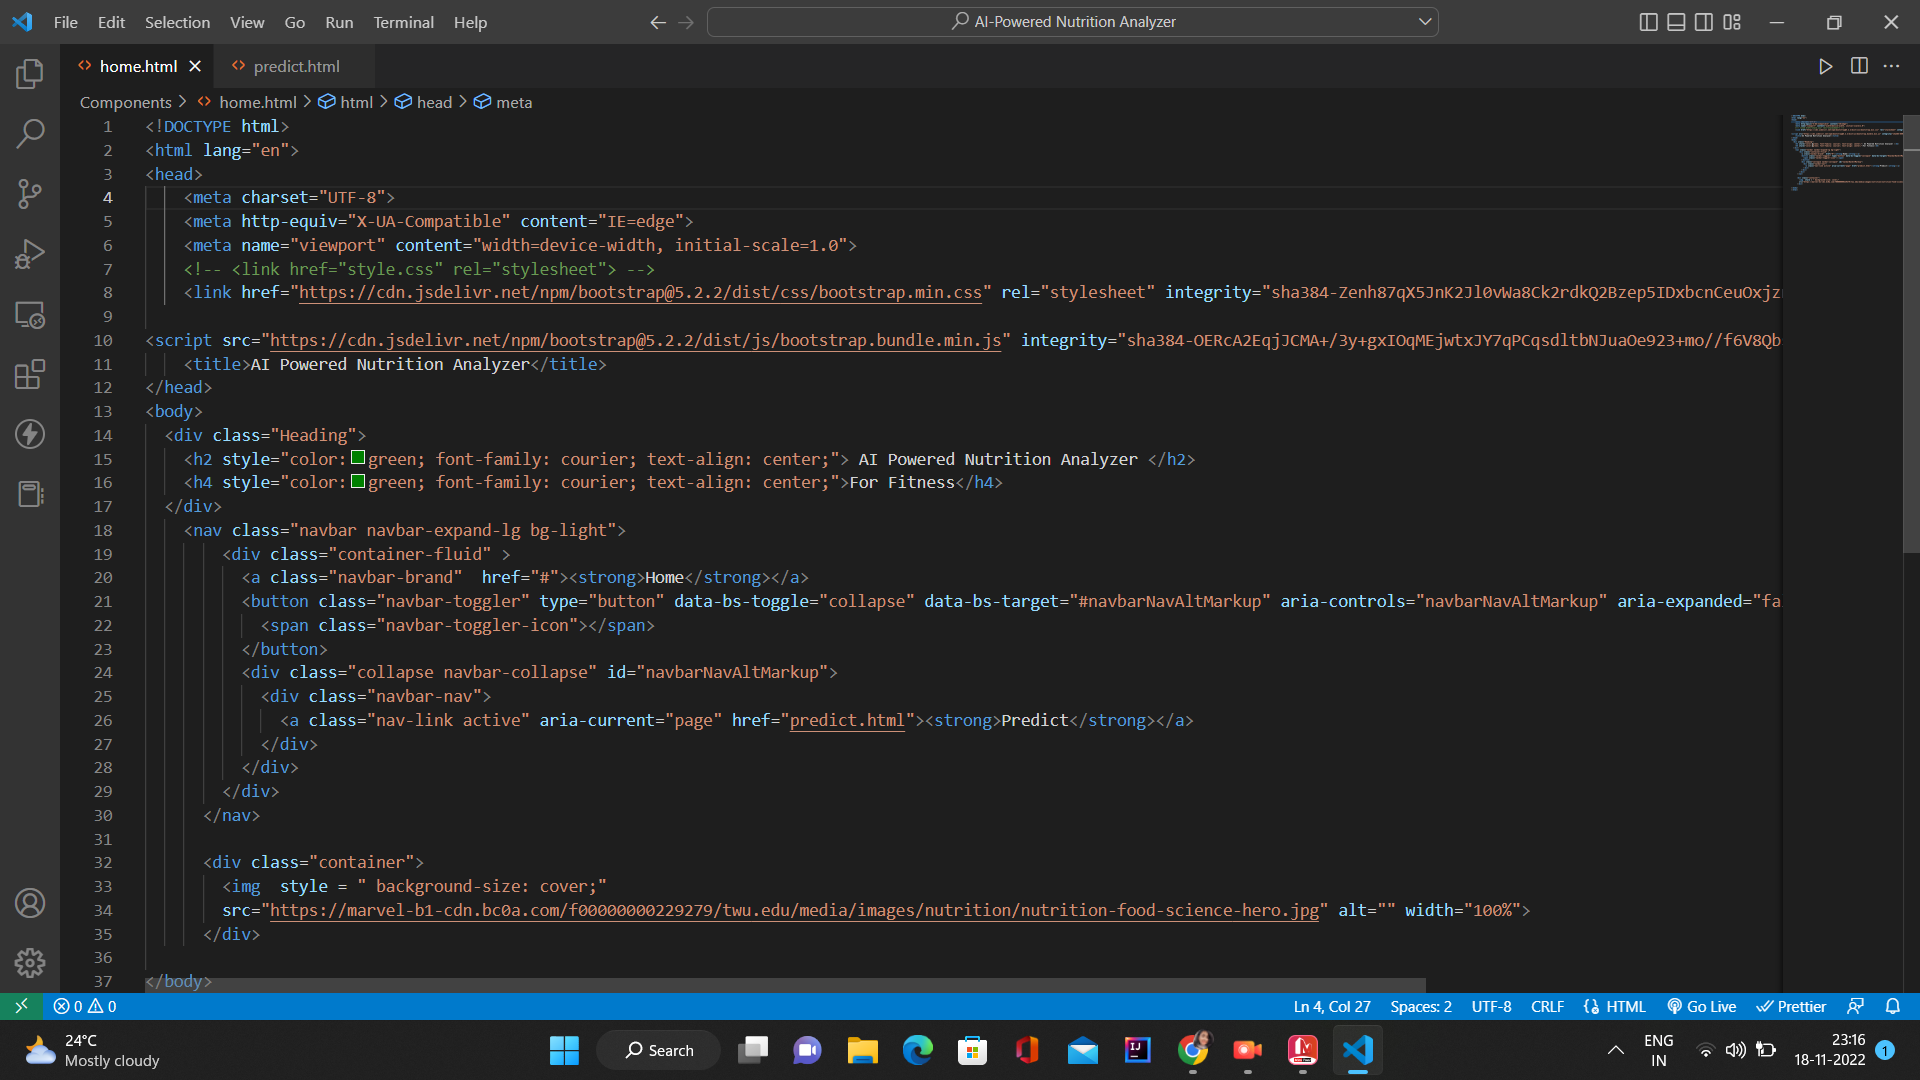 File Edit Selection View Go Run Terminal Help
AI-Powered Nutrition Analyzer
home.html
predict.html
Components > home.html > html > head > meta
1 <!DOCTYPE html>
2 <html lang="en">
3 <head>
4 <meta charset="UTF-8">
5 <meta http-equiv="X-UA-Compatible" content="IE=edge">
6 <meta name="viewport" content="width=device-width, initial-scale=1.0">
7 <!-- <link href="style.css" rel="stylesheet"> -->
8 <link href="https://cdn.jsdelivr.net/npm/bootstrap@5.2.2/dist/css/bootstrap.min.css" rel="stylesheet" integrity="sha384-Zenh87qX5JnK2Jl0vWa8Ck2rdkQ2Bzep5IDxbcnCeuOxjz
9
10 <script src="https://cdn.jsdelivr.net/npm/bootstrap@5.2.2/dist/js/bootstrap.bundle.min.js" integrity="sha384-OERcA2EqjJCMA+/3y+gxIOqMEjwtxJY7qPCqsdltbNJuaOe923+mo//f6V8Qb
11 <title>AI Powered Nutrition Analyzer</title>
12 </head>
13 <body>
14 <div class="Heading">
15 <h2 style="color:green; font-family: courier; text-align: center;"> AI Powered Nutrition Analyzer </h2>
16 <h4 style="color:green; font-family: courier; text-align: center;">For Fitness</h4>
17 </div>
18 <nav class="navbar navbar-expand-lg bg-light">
19 <div class="container-fluid" >
20 <a class="navbar-brand"  href="#"><strong>Home</strong></a>
21 <button class="navbar-toggler" type="button" data-bs-toggle="collapse" data-bs-target="#navbarNavAltMarkup" aria-controls="navbarNavAltMarkup" aria-expanded="fa
22 <span class="navbar-toggler-icon"></span>
23 </button>
24 <div class="collapse navbar-collapse" id="navbarNavAltMarkup">
25 <div class="navbar-nav">
26 <a class="nav-link active" aria-current="page" href="predict.html"><strong>Predict</strong></a>
27 </div>
28 </div>
29 </div>
30 </nav>
31
32 <div class="container">
33 <img  style = " background-size: cover;"
34 src="https://marvel-b1-cdn.bc0a.com/f00000000229279/twu.edu/media/images/nutrition/nutrition-food-science-hero.jpg" alt="" width="100%">
35 </div>
36
37 </body>
0 0
Ln 4, Col 27 Spaces: 2 UTF-8 CRLF HTML Go Live Prettier
24°C
Mostly cloudy
Search
ENG
IN
23:16
18-11-2022
1